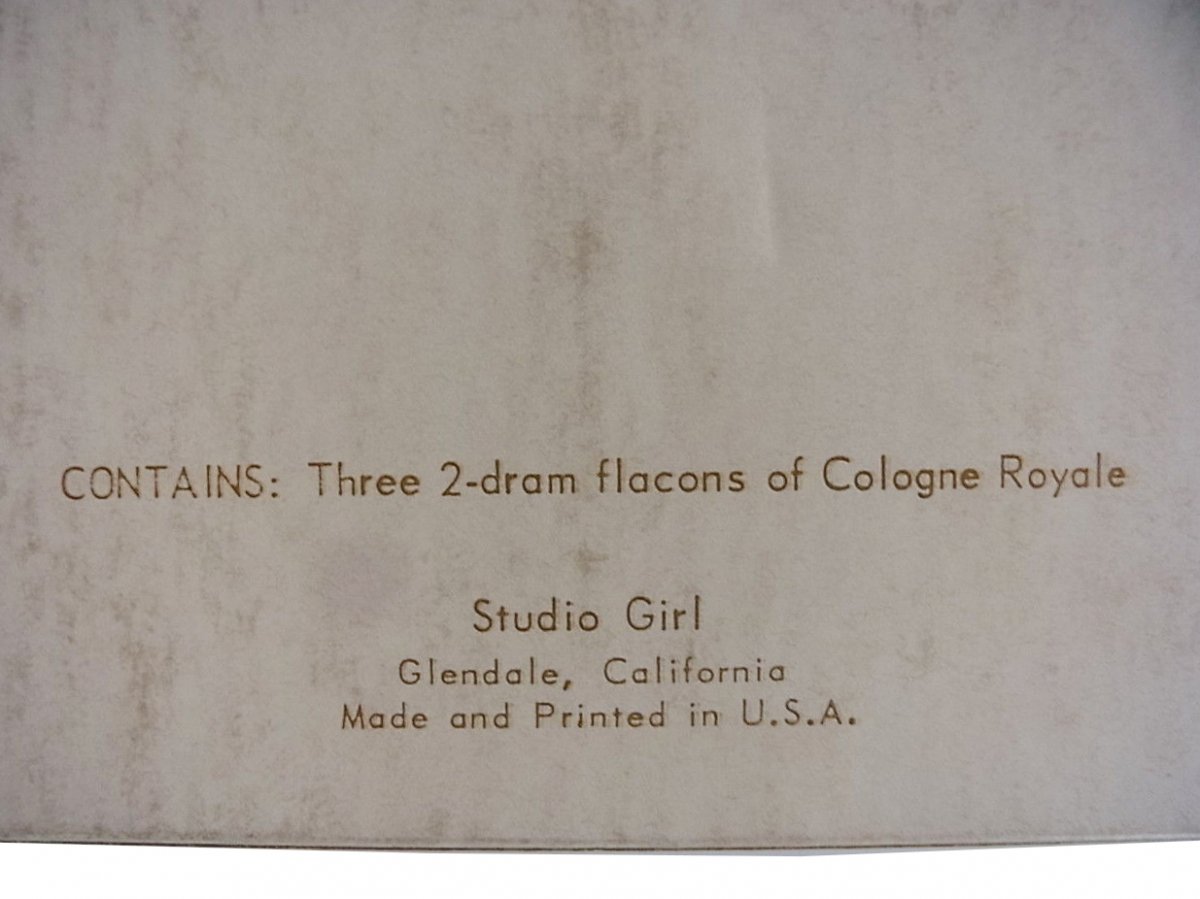 CONTAINS: Three 2-dram flacons of Cologne Royale
Studio Girl
Glendale, California
Made and Printed in U.S.A.